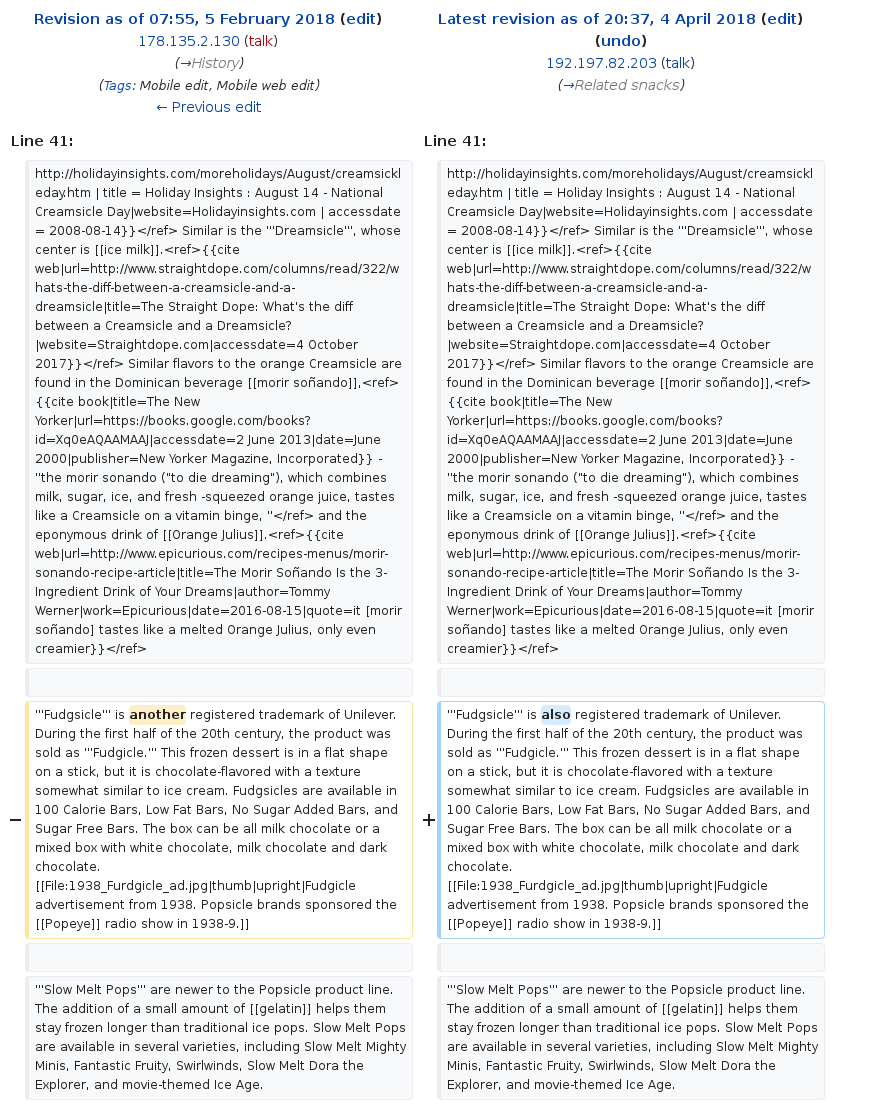 Revision as of 07:55, 5 February 2018 (edit)
178.135.2.130 (talk)
(→History)
(Tags: Mobile edit, Mobile web edit)
← Previous edit
Latest revision as of 20:37, 4 April 2018 (edit)
(undo)
192.197.82.203 (talk)
(→Related snacks)
Line 41:
http://holidayinsights.com/moreholidays/August/creamsickl
eday.htm | title = Holiday Insights : August 14 - National
Creamsicle Day|website=Holidayinsights.com | accessdate
= 2008-08-14}}</ref> Similar is the '''Dreamsicle''', whose
center is [[ice milk]].<ref>{{cite
web|url=http://www.straightdope.com/columns/read/322/w
hats-the-diff-between-a-creamsicle-and-a-
dreamsicle|title=The Straight Dope: What's the diff
between a Creamsicle and a Dreamsicle?
|website=Straightdope.com|accessdate=4 October
2017}}</ref> Similar flavors to the orange Creamsicle are
found in the Dominican beverage [[morir soñando]],<ref>
{{cite book|title=The New
Yorker|url=https://books.google.com/books?
id=Xq0eAQAAMAAJ|accessdate=2 June 2013|date=June
2000|publisher=New Yorker Magazine, Incorporated}} -
''the morir sonando ("to die dreaming"), which combines
milk, sugar, ice, and fresh -squeezed orange juice, tastes
like a Creamsicle on a vitamin binge, ''</ref> and the
eponymous drink of [[Orange Julius]].<ref>{{cite
web|url=http://www.epicurious.com/recipes-menus/morir-
sonando-recipe-article|title=The Morir Soñando Is the 3-
Ingredient Drink of Your Dreams|author=Tommy
Werner|work=Epicurious|date=2016-08-15|quote=it [morir
soñando] tastes like a melted Orange Julius, only even
creamier}}</ref>
− '''Fudgsicle''' is another registered trademark of Unilever.
During the first half of the 20th century, the product was
sold as '''Fudgicle.''' This frozen dessert is in a flat shape
on a stick, but it is chocolate-flavored with a texture
somewhat similar to ice cream. Fudgsicles are available in
100 Calorie Bars, Low Fat Bars, No Sugar Added Bars, and
Sugar Free Bars. The box can be all milk chocolate or a
mixed box with white chocolate, milk chocolate and dark
chocolate.
[[File:1938_Furdgicle_ad.jpg|thumb|upright|Fudgicle
advertisement from 1938. Popsicle brands sponsored the
[[Popeye]] radio show in 1938-9.]]
'''Slow Melt Pops''' are newer to the Popsicle product line.
The addition of a small amount of [[gelatin]] helps them
stay frozen longer than traditional ice pops. Slow Melt Pops
are available in several varieties, including Slow Melt Mighty
Minis, Fantastic Fruity, Swirlwinds, Slow Melt Dora the
Explorer, and movie-themed Ice Age.
Line 41:
http://holidayinsights.com/moreholidays/August/creamsickl
eday.htm | title = Holiday Insights : August 14 - National
Creamsicle Day|website=Holidayinsights.com | accessdate
= 2008-08-14}}</ref> Similar is the '''Dreamsicle''', whose
center is [[ice milk]].<ref>{{cite
web|url=http://www.straightdope.com/columns/read/322/w
hats-the-diff-between-a-creamsicle-and-a-
dreamsicle|title=The Straight Dope: What's the diff
between a Creamsicle and a Dreamsicle?
|website=Straightdope.com|accessdate=4 October
2017}}</ref> Similar flavors to the orange Creamsicle are
found in the Dominican beverage [[morir soñando]],<ref>
{{cite book|title=The New
Yorker|url=https://books.google.com/books?
id=Xq0eAQAAMAAJ|accessdate=2 June 2013|date=June
2000|publisher=New Yorker Magazine, Incorporated}} -
''the morir sonando ("to die dreaming"), which combines
milk, sugar, ice, and fresh -squeezed orange juice, tastes
like a Creamsicle on a vitamin binge, ''</ref> and the
eponymous drink of [[Orange Julius]].<ref>{{cite
web|url=http://www.epicurious.com/recipes-menus/morir-
sonando-recipe-article|title=The Morir Soñando Is the 3-
Ingredient Drink of Your Dreams|author=Tommy
Werner|work=Epicurious|date=2016-08-15|quote=it [morir
soñando] tastes like a melted Orange Julius, only even
creamier}}</ref>
+ '''Fudgsicle''' is also registered trademark of Unilever.
During the first half of the 20th century, the product was
sold as '''Fudgicle.''' This frozen dessert is in a flat shape
on a stick, but it is chocolate-flavored with a texture
somewhat similar to ice cream. Fudgsicles are available in
100 Calorie Bars, Low Fat Bars, No Sugar Added Bars, and
Sugar Free Bars. The box can be all milk chocolate or a
mixed box with white chocolate, milk chocolate and dark
chocolate.
[[File:1938_Furdgicle_ad.jpg|thumb|upright|Fudgicle
advertisement from 1938. Popsicle brands sponsored the
[[Popeye]] radio show in 1938-9.]]
'''Slow Melt Pops''' are newer to the Popsicle product line.
The addition of a small amount of [[gelatin]] helps them
stay frozen longer than traditional ice pops. Slow Melt Pops
are available in several varieties, including Slow Melt Mighty
Minis, Fantastic Fruity, Swirlwinds, Slow Melt Dora the
Explorer, and movie-themed Ice Age.